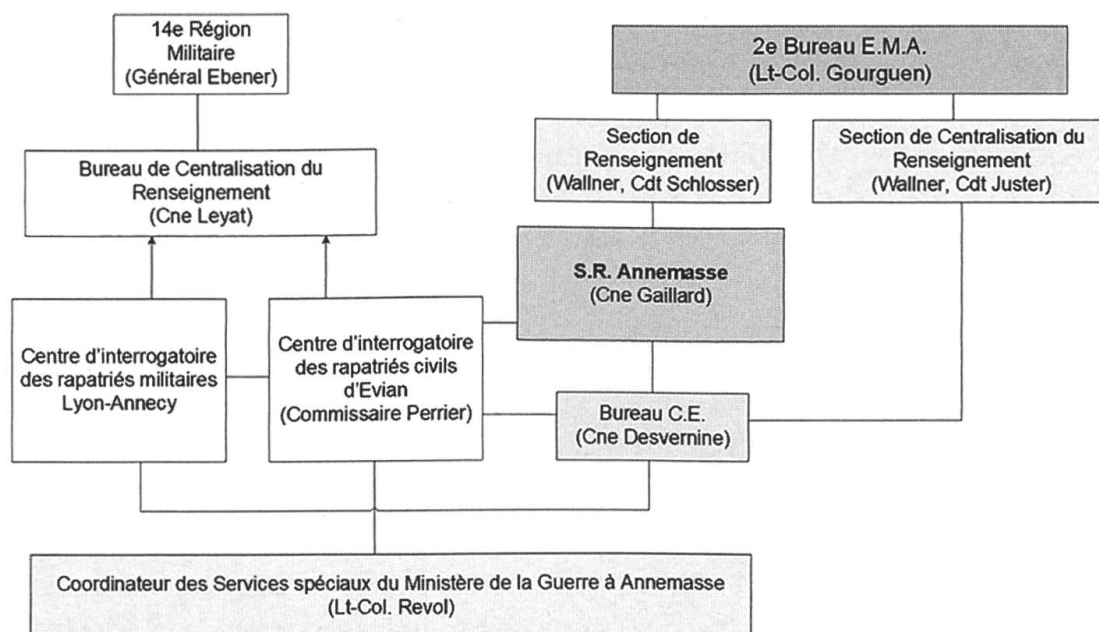 14e Région
Militaire
(Général Ebener)
2e Bureau E.M.A.
(Lt-Col. Gourguen)
Bureau de Centralisation du
Renseignement
(Cne Leyat)
Section de
Renseignement
(Wallner, Cdt Schlosser)
Section de Centralisation du
Renseignement
(Wallner, Cdt Juster)
S.R. Annemasse
(Cne Gaillard)
Centre d'interrogatoire
des rapatriés militaires
Lyon-Annecy
Centre d'interrogatoire
des rapatriés civils
d'Evian
(Commissaire Perrier)
Bureau C.E.
(Cne Desvernine)
Coordinateur des Services spéciaux du Ministère de la Guerre à Annemasse
(Lt-Col. Revol)